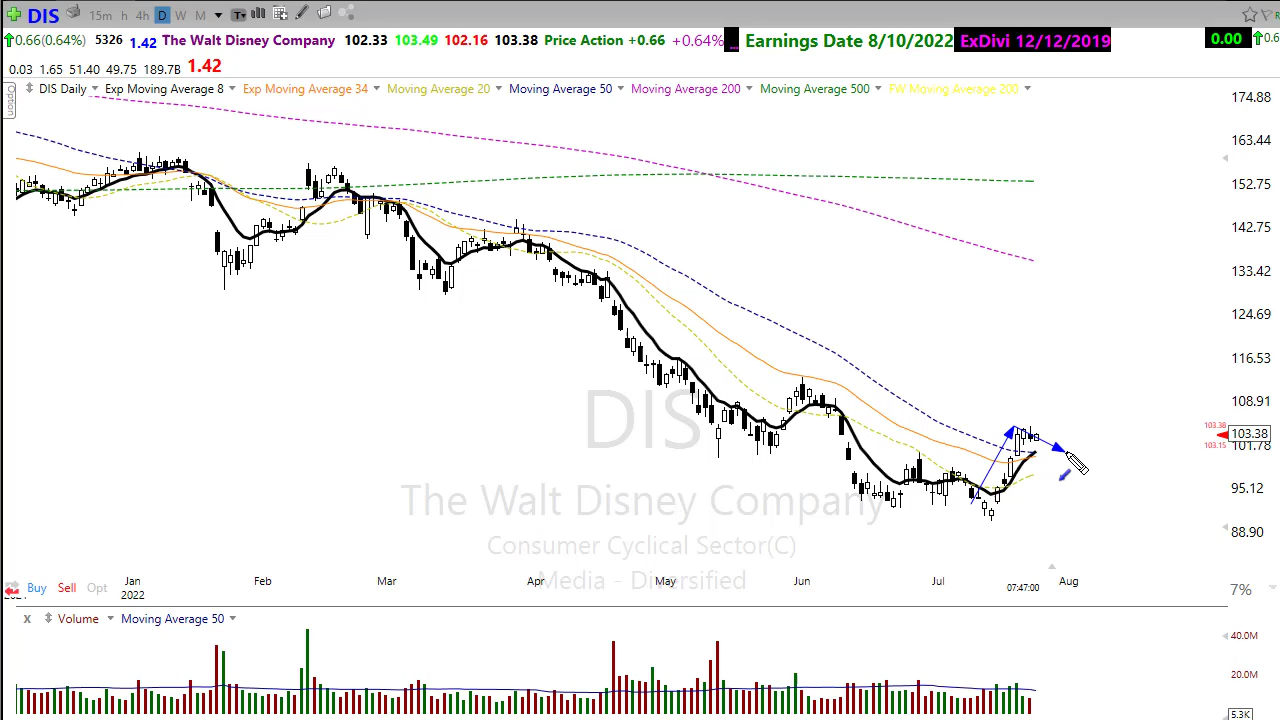 DIS 15m h 4h D W M T
0.66(0.64%) 5326 1.42 The Walt Disney Company 102.33 103.49 102.16 103.38 Price Action +0.66 +0.64% ... Earnings Date 8/10/2022 ExDivi 12/12/2019 0.00
0.03 1.65 51.40 49.75 189.7B 1.42
Option
DIS Daily Exp Moving Average 8 Exp Moving Average 34 Moving Average 20 Moving Average 50 Moving Average 200 Moving Average 500 FW Moving Average 200
174.88
163.44
152.75
142.75
133.42
124.69
116.53
108.91
103.38 103.38
103.15 101.78
95.12
88.90
DIS
The Walt Disney Company
Consumer Cyclical Sector(C)
Media - Diversified
Jan Feb Mar Apr May Jun Jul Aug
Buy Sell Opt 07:47:00 7%
2022
X Volume Moving Average 50
40.0M
20.0M
5.3K